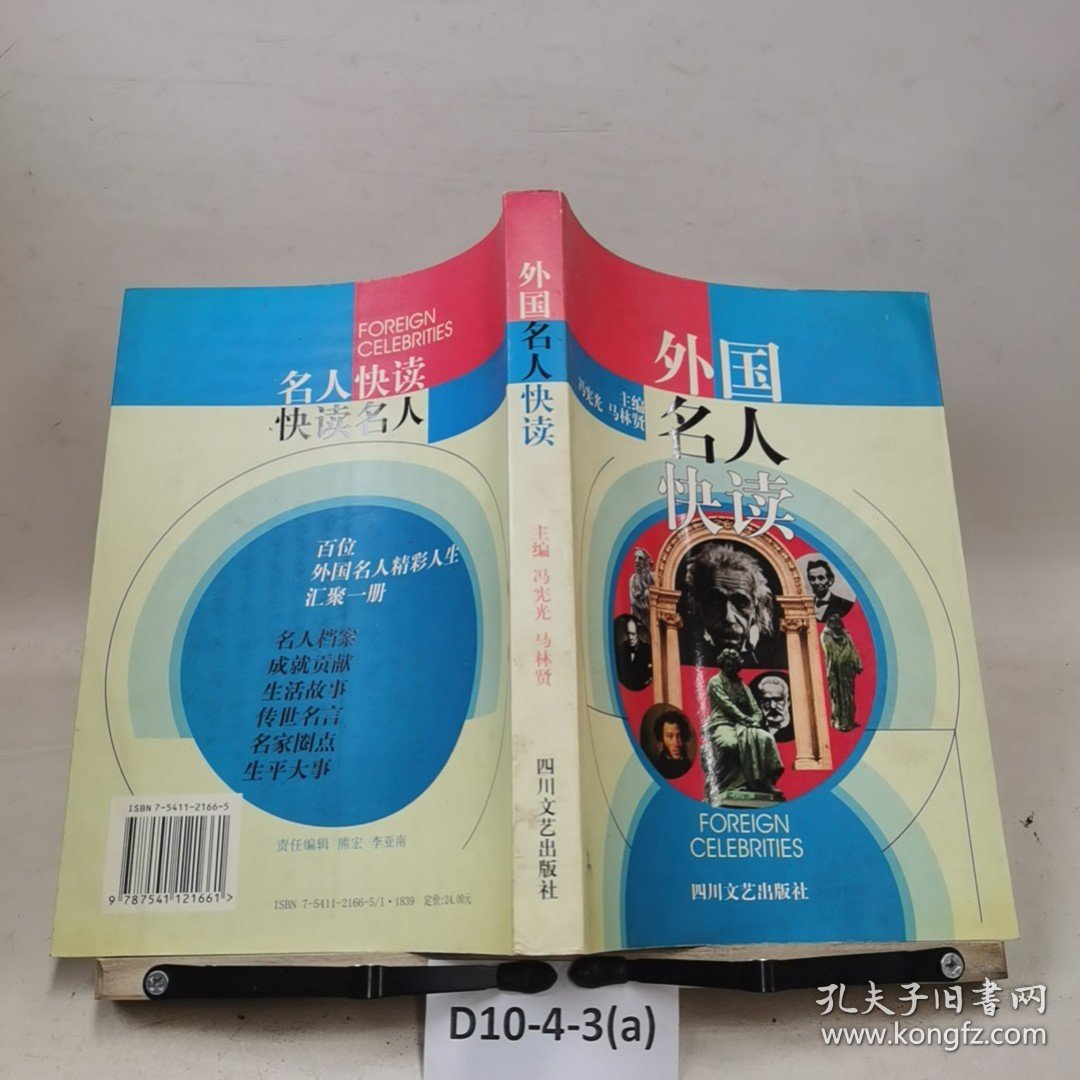 FOREIGN
CELEBRITIES
名人快读
快读名人
百位
外国名人精彩人生
汇聚一册
名人档案
成就贡献
生活故事
传世名言
名家圈点
生平大事
ISBN 7-5411-2166-5
9 787541 121661 >
责任编辑 熊宏 李亚南
ISBN 7-5411-2166-5/I·1839 定价:24.00元
外国名人快读
主编 冯宪光 马林贤
四川文艺出版社
外国
名人
快读
主编
冯宪光 马林贤
FOREIGN
CELEBRITIES
四川文艺出版社
D10-4-3(a)
孔夫子旧書网
www.kongfz.com